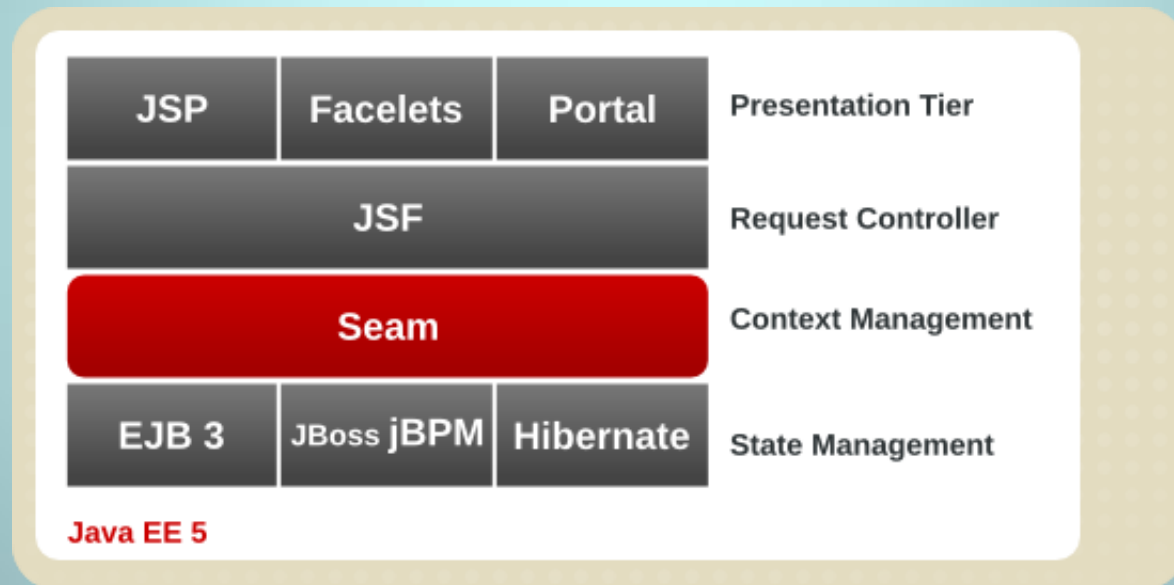 JSP Facelets Portal Presentation Tier
JSF Request Controller
Seam Context Management
EJB 3 JBoss jBPM Hibernate State Management
Java EE 5